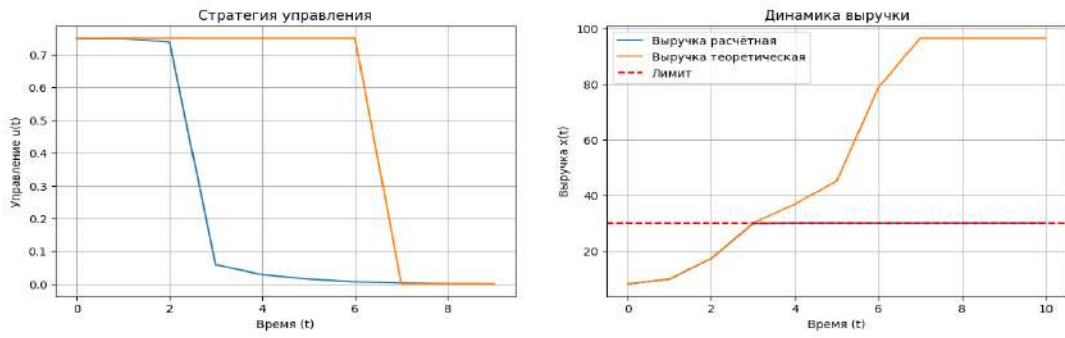 Стратегия управления
0.7
0.6
0.5
0.4
0.3
0.2
0.1
0.0
Управление u(t)
0
2
4
6
8
Время (t)
Динамика выручки
Выручка расчётная
Выручка теоретическая
Лимит
100
80
60
40
20
Выручка x(t)
0
2
4
6
8
10
Время (t)